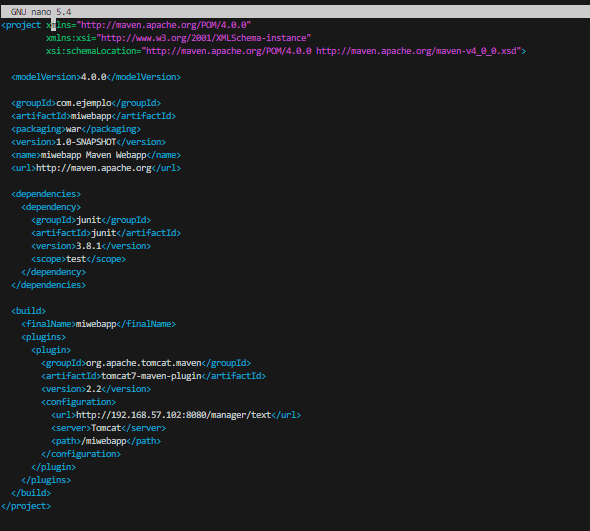 GNU nano 5.4
<project xmlns="http://maven.apache.org/POM/4.0.0"
xmlns:xsi="http://www.w3.org/2001/XMLSchema-instance"
xsi:schemaLocation="http://maven.apache.org/POM/4.0.0 http://maven.apache.org/maven-v4_0_0.xsd">
<modelVersion>4.0.0</modelVersion>
<groupId>com.ejemplo</groupId>
<artifactId>miwebapp</artifactId>
<packaging>war</packaging>
<version>1.0-SNAPSHOT</version>
<name>miwebapp Maven Webapp</name>
<url>http://maven.apache.org</url>
<dependencies>
<dependency>
<groupId>junit</groupId>
<artifactId>junit</artifactId>
<version>3.8.1</version>
<scope>test</scope>
</dependency>
</dependencies>
<build>
<finalName>miwebapp</finalName>
<plugins>
<plugin>
<groupId>org.apache.tomcat.maven</groupId>
<artifactId>tomcat7-maven-plugin</artifactId>
<version>2.2</version>
<configuration>
<url>http://192.168.57.102:8080/manager/text</url>
<server>Tomcat</server>
<path>/miwebapp</path>
</configuration>
</plugin>
</plugins>
</build>
</project>